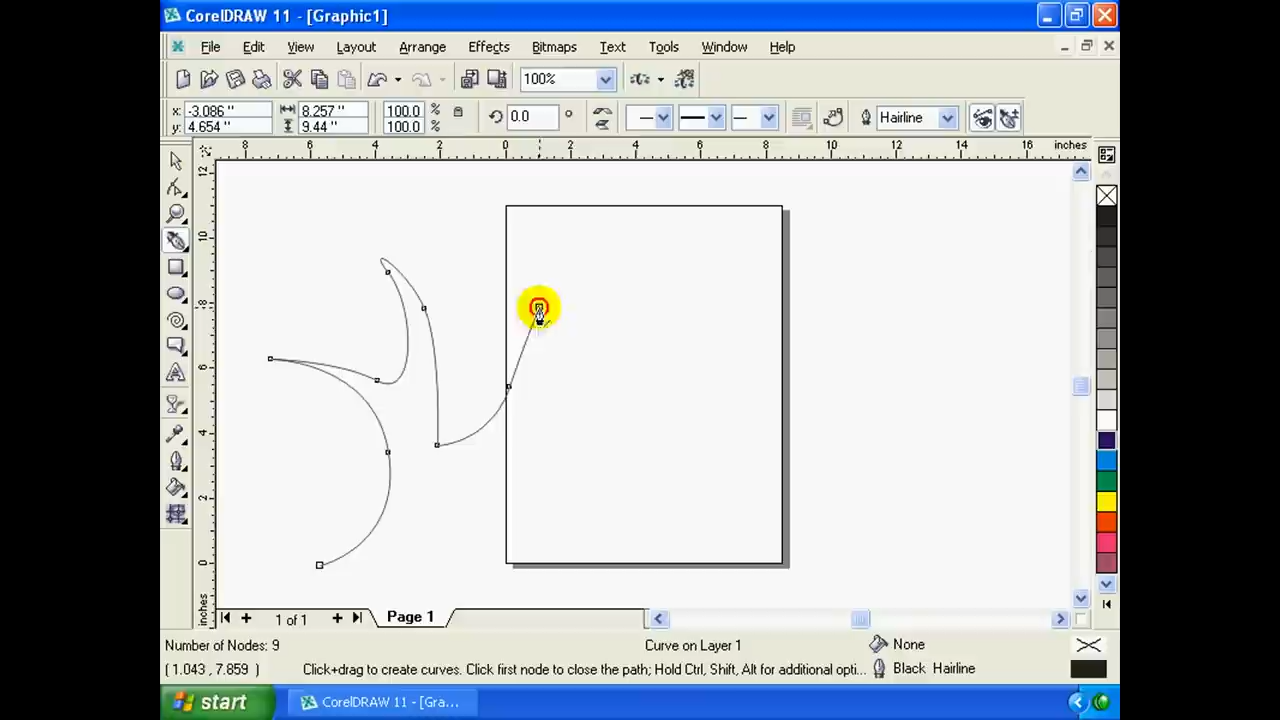 CorelDRAW 11 - [Graphic1]
File Edit View Layout Arrange Effects Bitmaps Text Tools Window Help
100%
x: -3.086 " 8.257 " 100.0 % 0.0 ° Hairline
y: 4.654 " 9.44 " 100.0 %
8 6 4 2 0 2 4 6 8 10 12 14 16 inches
12
10
8
6
4
2
0
inches
1 of 1 Page 1
Number of Nodes: 9 Curve on Layer 1 None
( 1.043 , 7.859 ) Click+drag to create curves. Click first node to close the path; Hold Ctrl, Shift, Alt for additional opti... Black Hairline
start CorelDRAW 11 - [Gra...